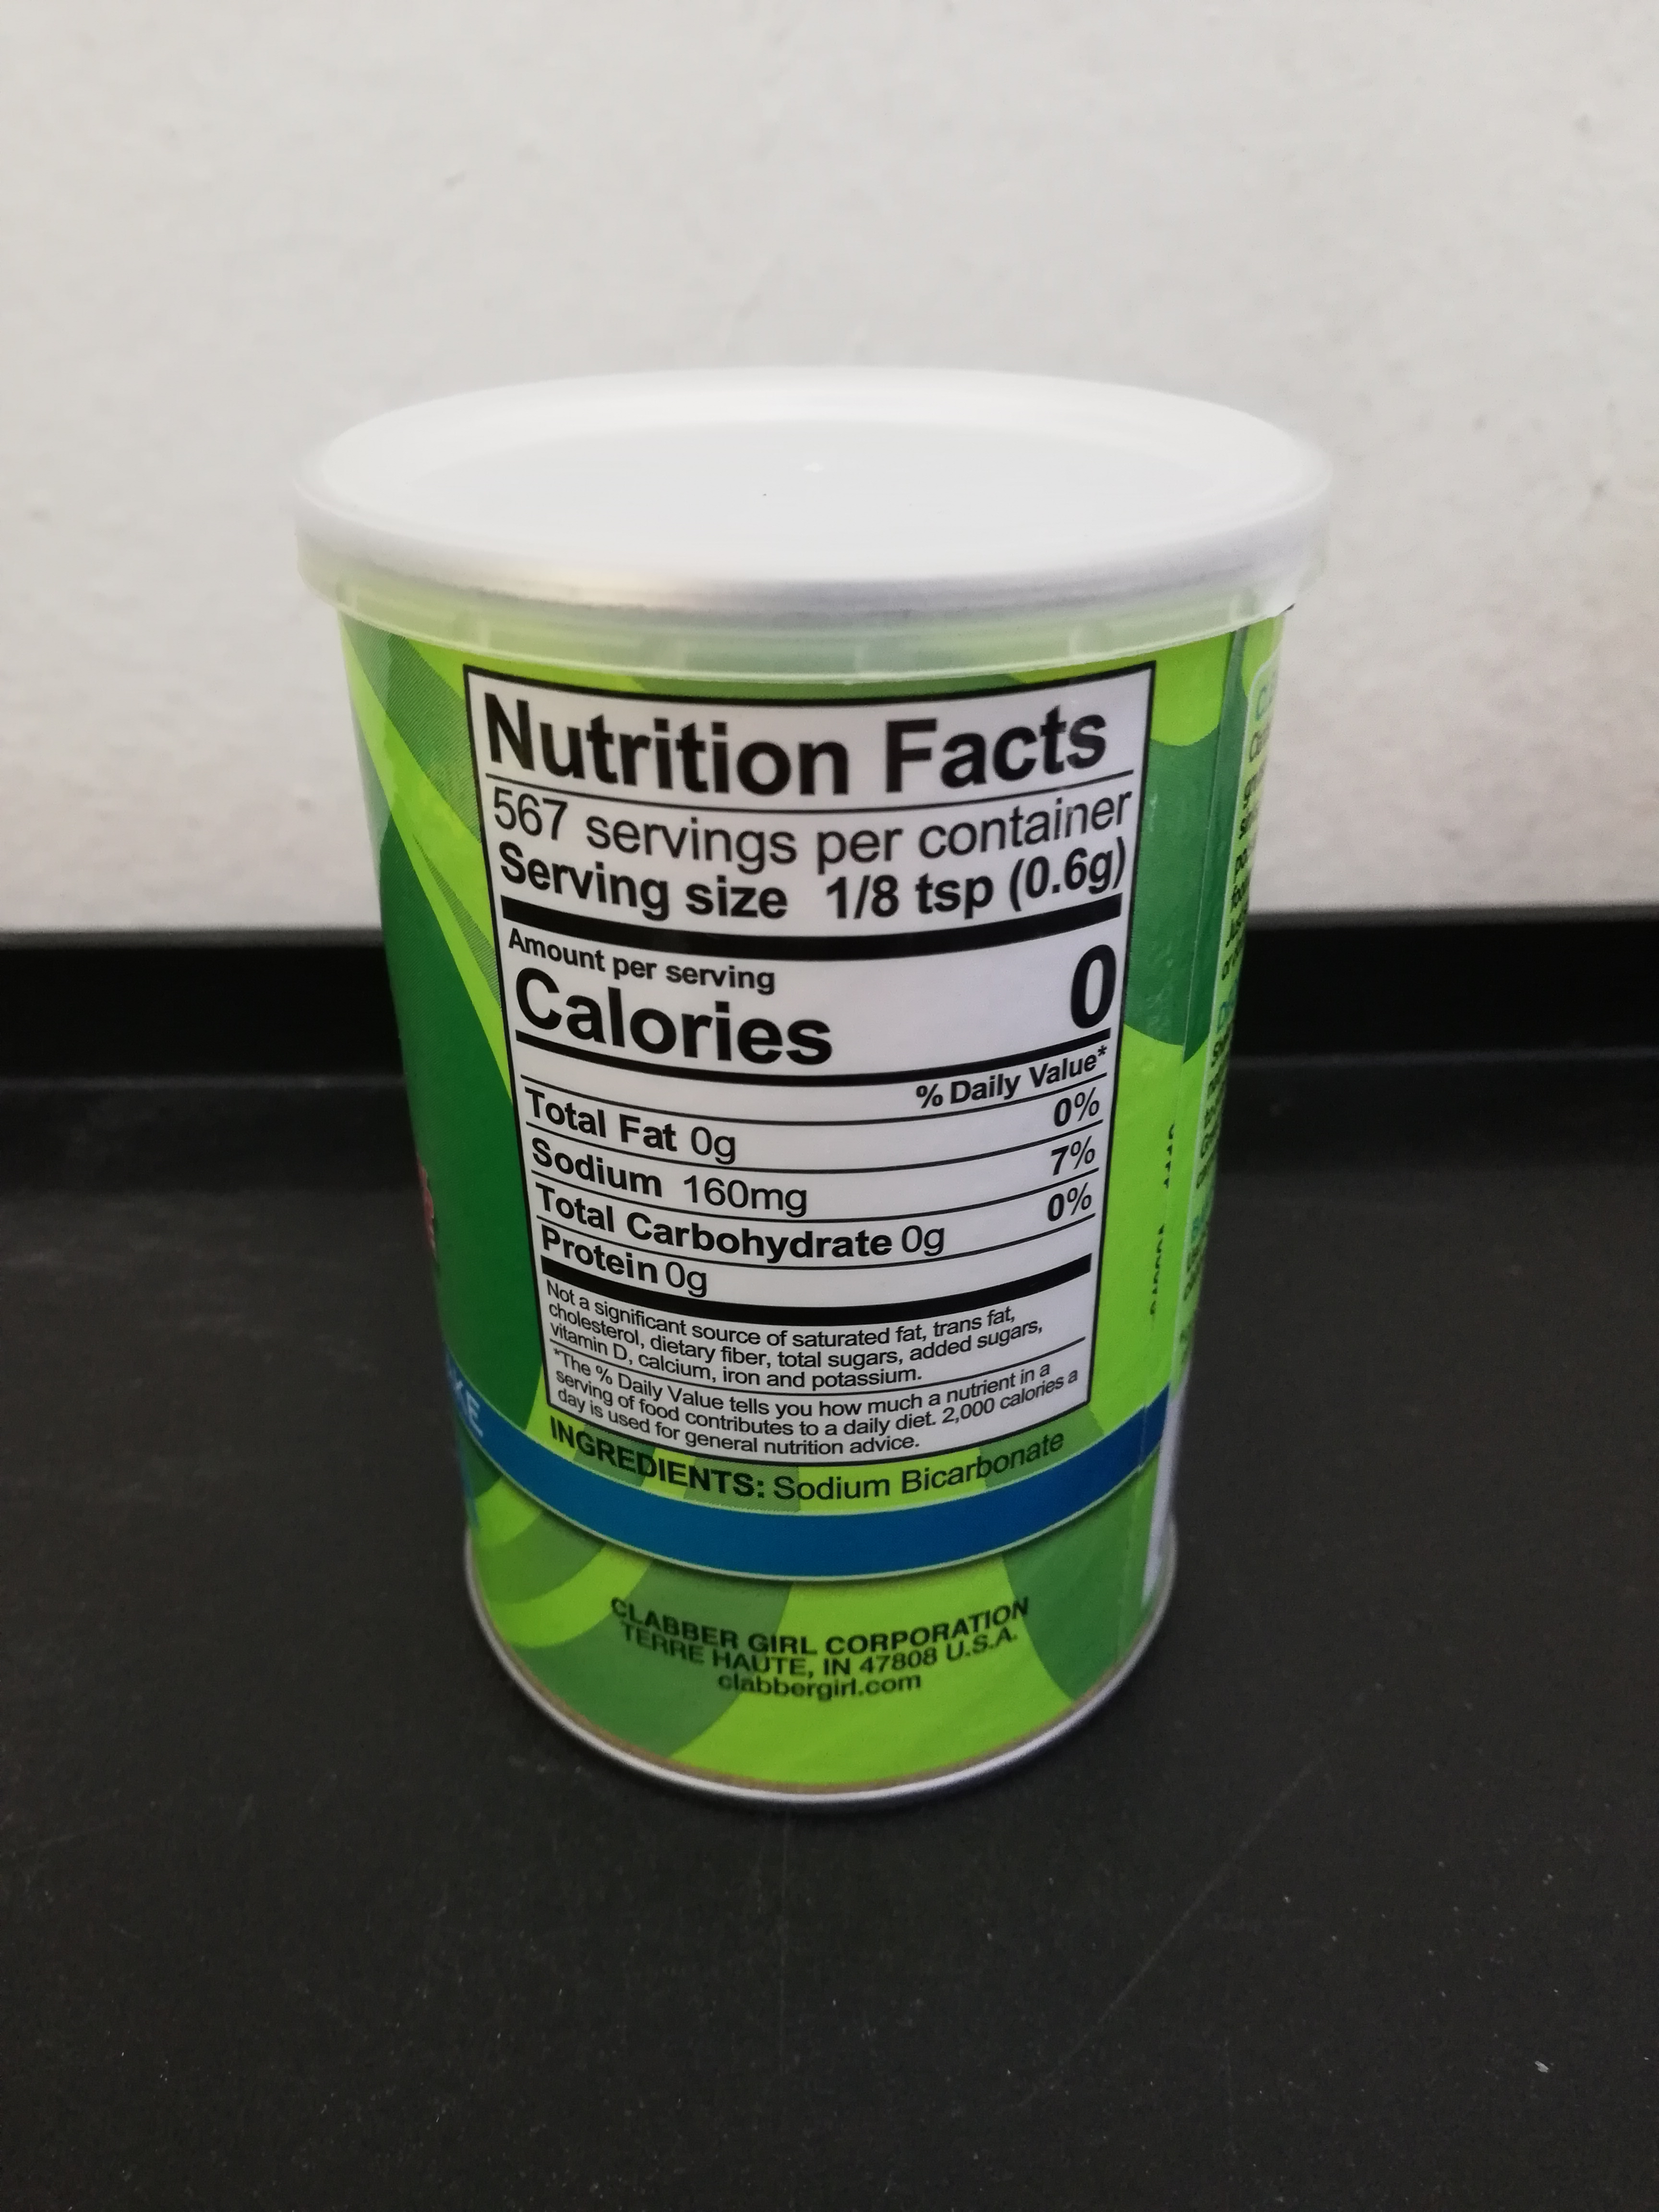 Nutrition Facts
567 servings per container
Serving size 1/8 tsp (0.6g)
Amount per serving
Calories 0
% Daily Value*
Total Fat 0g 0%
Sodium 160mg 7%
Total Carbohydrate 0g 0%
Protein 0g
Not a significant source of saturated fat, trans fat,
cholesterol, dietary fiber, total sugars, added sugars,
vitamin D, calcium, iron and potassium.
*The % Daily Value tells you how much a nutrient in a
serving of food contributes to a daily diet. 2,000 calories a
day is used for general nutrition advice.
INGREDIENTS: Sodium Bicarbonate
CLABBER GIRL CORPORATION
TERRE HAUTE, IN 47808 U.S.A.
clabbergirl.com